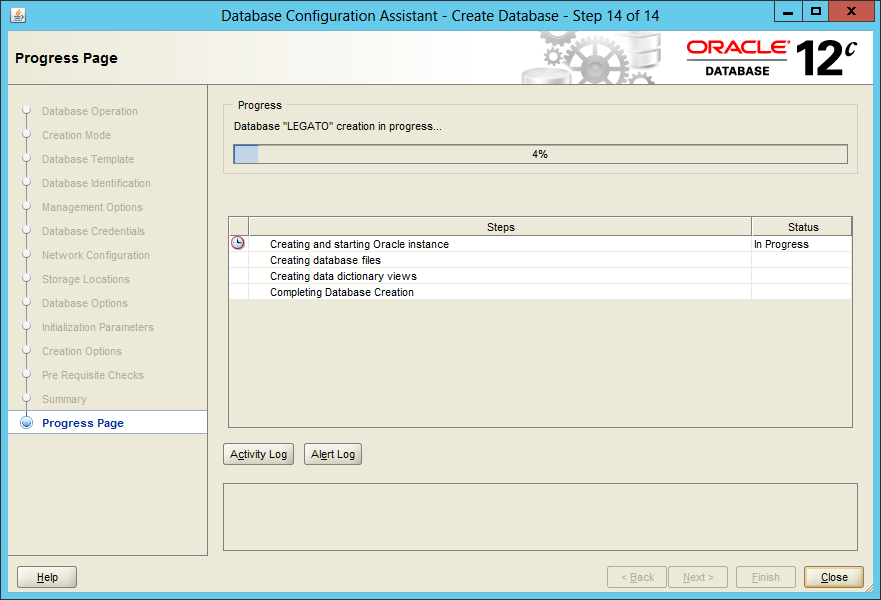 Database Configuration Assistant - Create Database - Step 14 of 14
Progress Page
ORACLE®
DATABASE
12c
Database Operation
Creation Mode
Database Template
Database Identification
Management Options
Database Credentials
Network Configuration
Storage Locations
Database Options
Initialization Parameters
Creation Options
Pre Requisite Checks
Summary
Progress Page
Progress
Database "LEGATO" creation in progress...
4%
Steps Status
Creating and starting Oracle instance In Progress
Creating database files
Creating data dictionary views
Completing Database Creation
Activity Log Alert Log
Help < Back Next > Finish Close